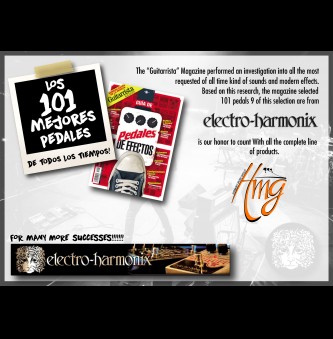 LOS
101
MEJORES
PEDALES
DE TODOS LOS TIEMPOS!
Guitarrista
GUÍA DE
Pedales
DE EFECTOS
The "Guitarrista" Magazine performed an investigation into all the most
requested of all time kind of sounds and modern effects.
Based on this research, the magazine selected
101 pedals 9 of this selection are from
electro-harmonix
is our honor to count With all the complete line
of products.
Hmg
FOR MANY MORE SUCCESSES!!!!!!
electro-harmonix